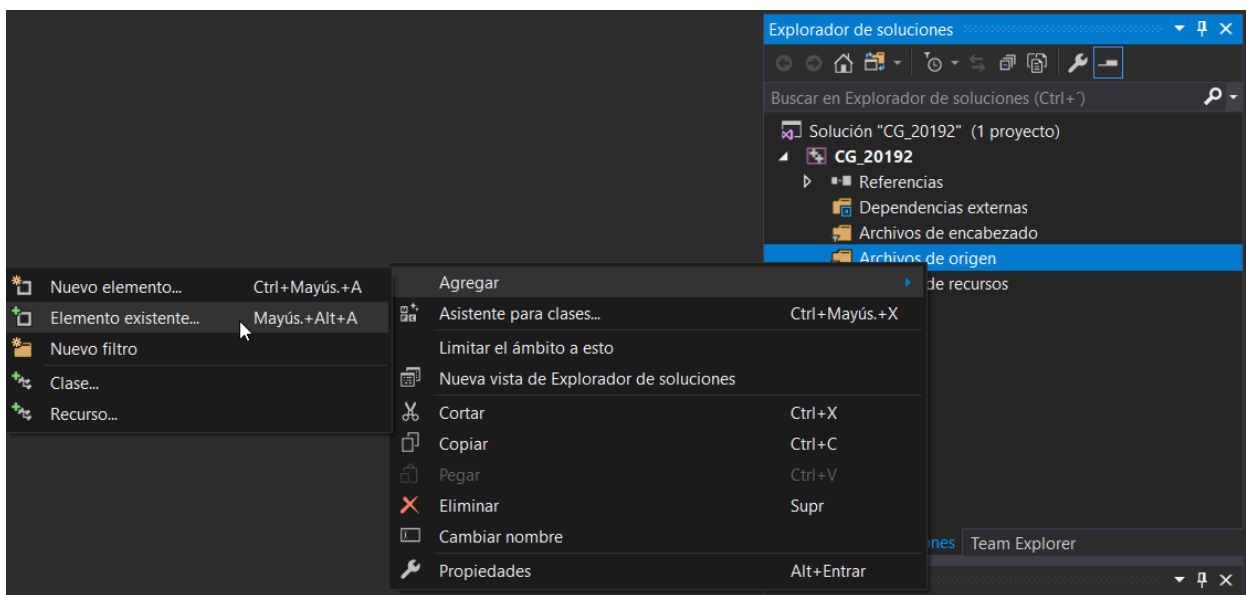 Explorador de soluciones
Buscar en Explorador de soluciones (Ctrl+´)
Solución "CG_20192" (1 proyecto)
CG_20192
Referencias
Dependencias externas
Archivos de encabezado
Archivos de origen
de recursos
Nuevo elemento... Ctrl+Mayús.+A
Elemento existente... Mayús.+Alt+A
Nuevo filtro
Clase...
Recurso...
Agregar
Asistente para clases... Ctrl+Mayús.+X
Limitar el ámbito a esto
Nueva vista de Explorador de soluciones
Cortar Ctrl+X
Copiar Ctrl+C
Pegar Ctrl+V
Eliminar Supr
Cambiar nombre
Propiedades Alt+Entrar
nes Team Explorer